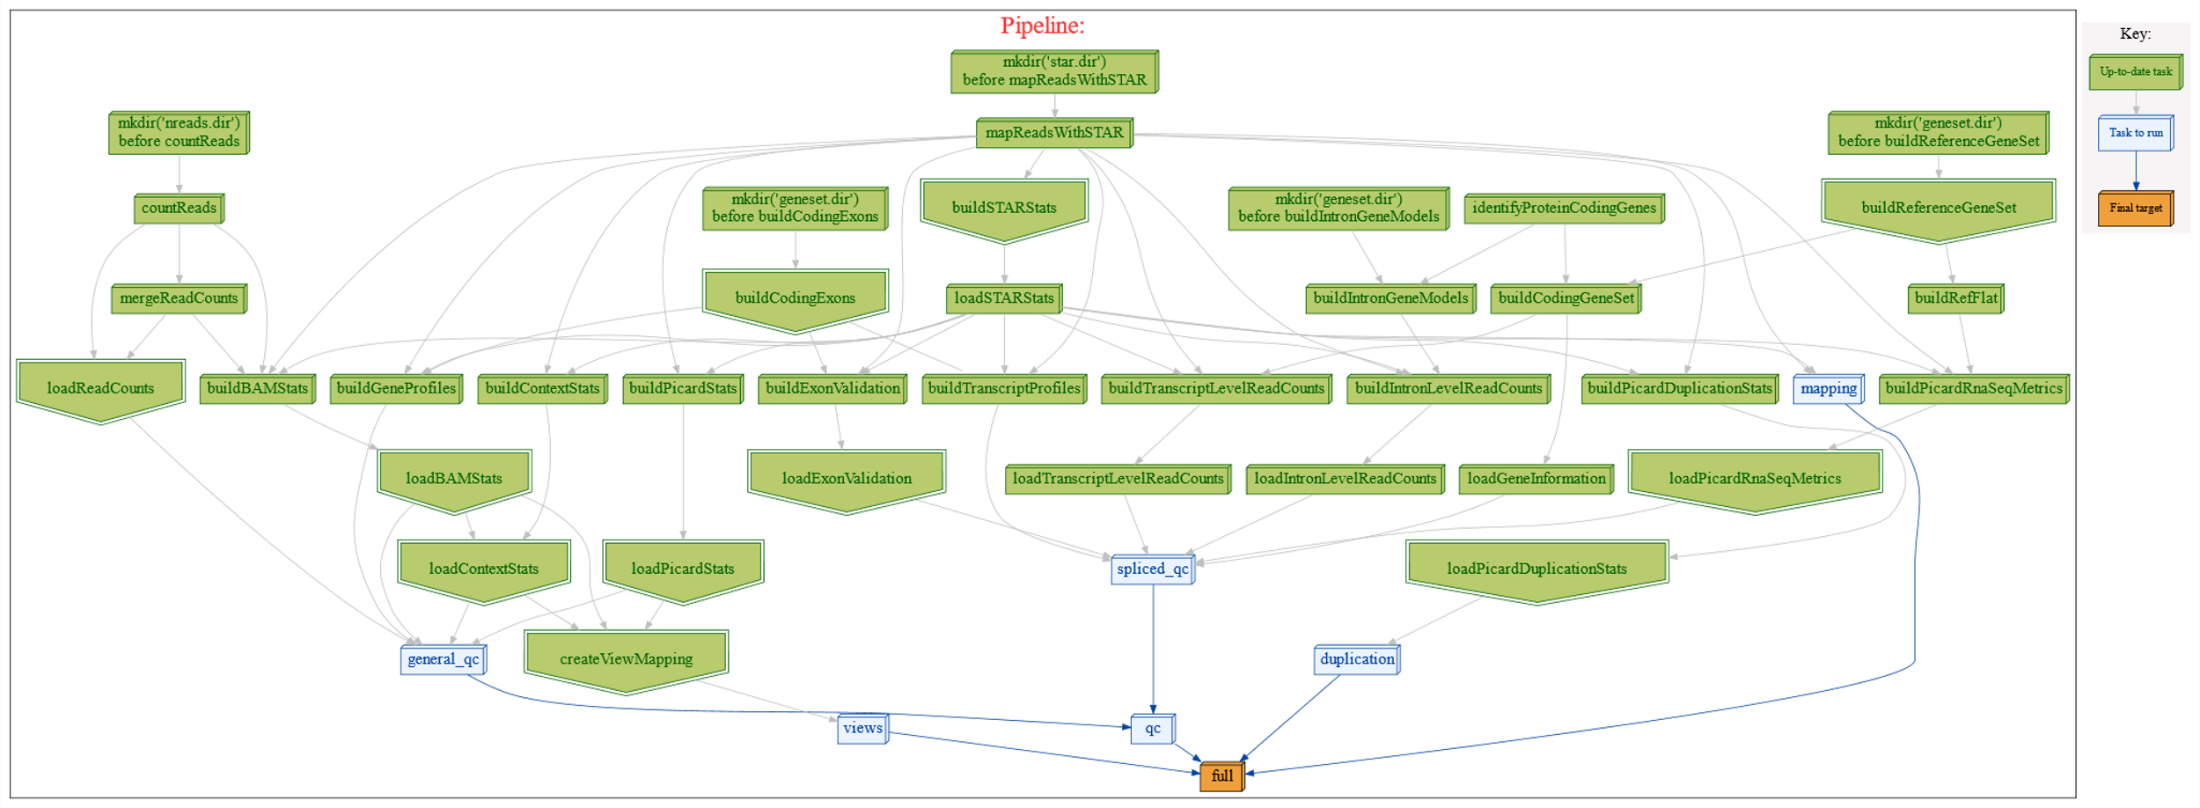 Pipeline:
Key:
mkdir('star.dir')
before mapReadsWithSTAR
Up-to-date task
mkdir('nreads.dir')
before countReads
mapReadsWithSTAR
mkdir('geneset.dir')
before buildReferenceGeneSet
Task to run
countReads
mkdir('geneset.dir')
before buildCodingExons
buildSTARStats
mkdir('geneset.dir')
before buildIntronGeneModels
identifyProteinCodingGenes
buildReferenceGeneSet
Final target
mergeReadCounts
buildCodingExons
loadSTARStats
buildIntronGeneModels
buildCodingGeneSet
buildRefFlat
loadReadCounts
buildBAMStats
buildGeneProfiles
buildContextStats
buildPicardStats
buildExonValidation
buildTranscriptProfiles
buildTranscriptLevelReadCounts
buildIntronLevelReadCounts
buildPicardDuplicationStats
mapping
buildPicardRnaSeqMetrics
loadBAMStats
loadExonValidation
loadTranscriptLevelReadCounts
loadIntronLevelReadCounts
loadGeneInformation
loadPicardRnaSeqMetrics
loadContextStats
loadPicardStats
spliced_qc
loadPicardDuplicationStats
general_qc
createViewMapping
duplication
views
qc
full